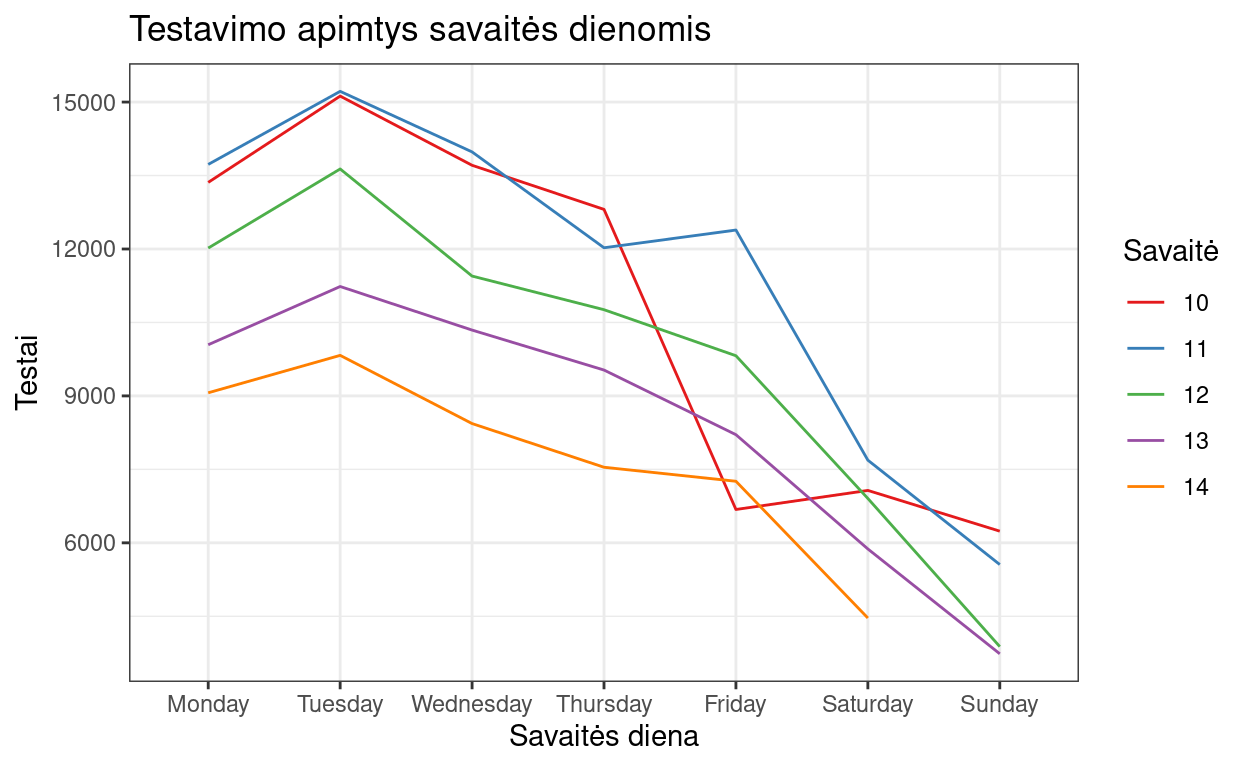 Testavimo apimtys savaitės dienomis
Testai
15000
12000
9000
6000
Monday Tuesday Wednesday Thursday Friday Saturday Sunday
Savaitės diena
Savaitė
10
11
12
13
14